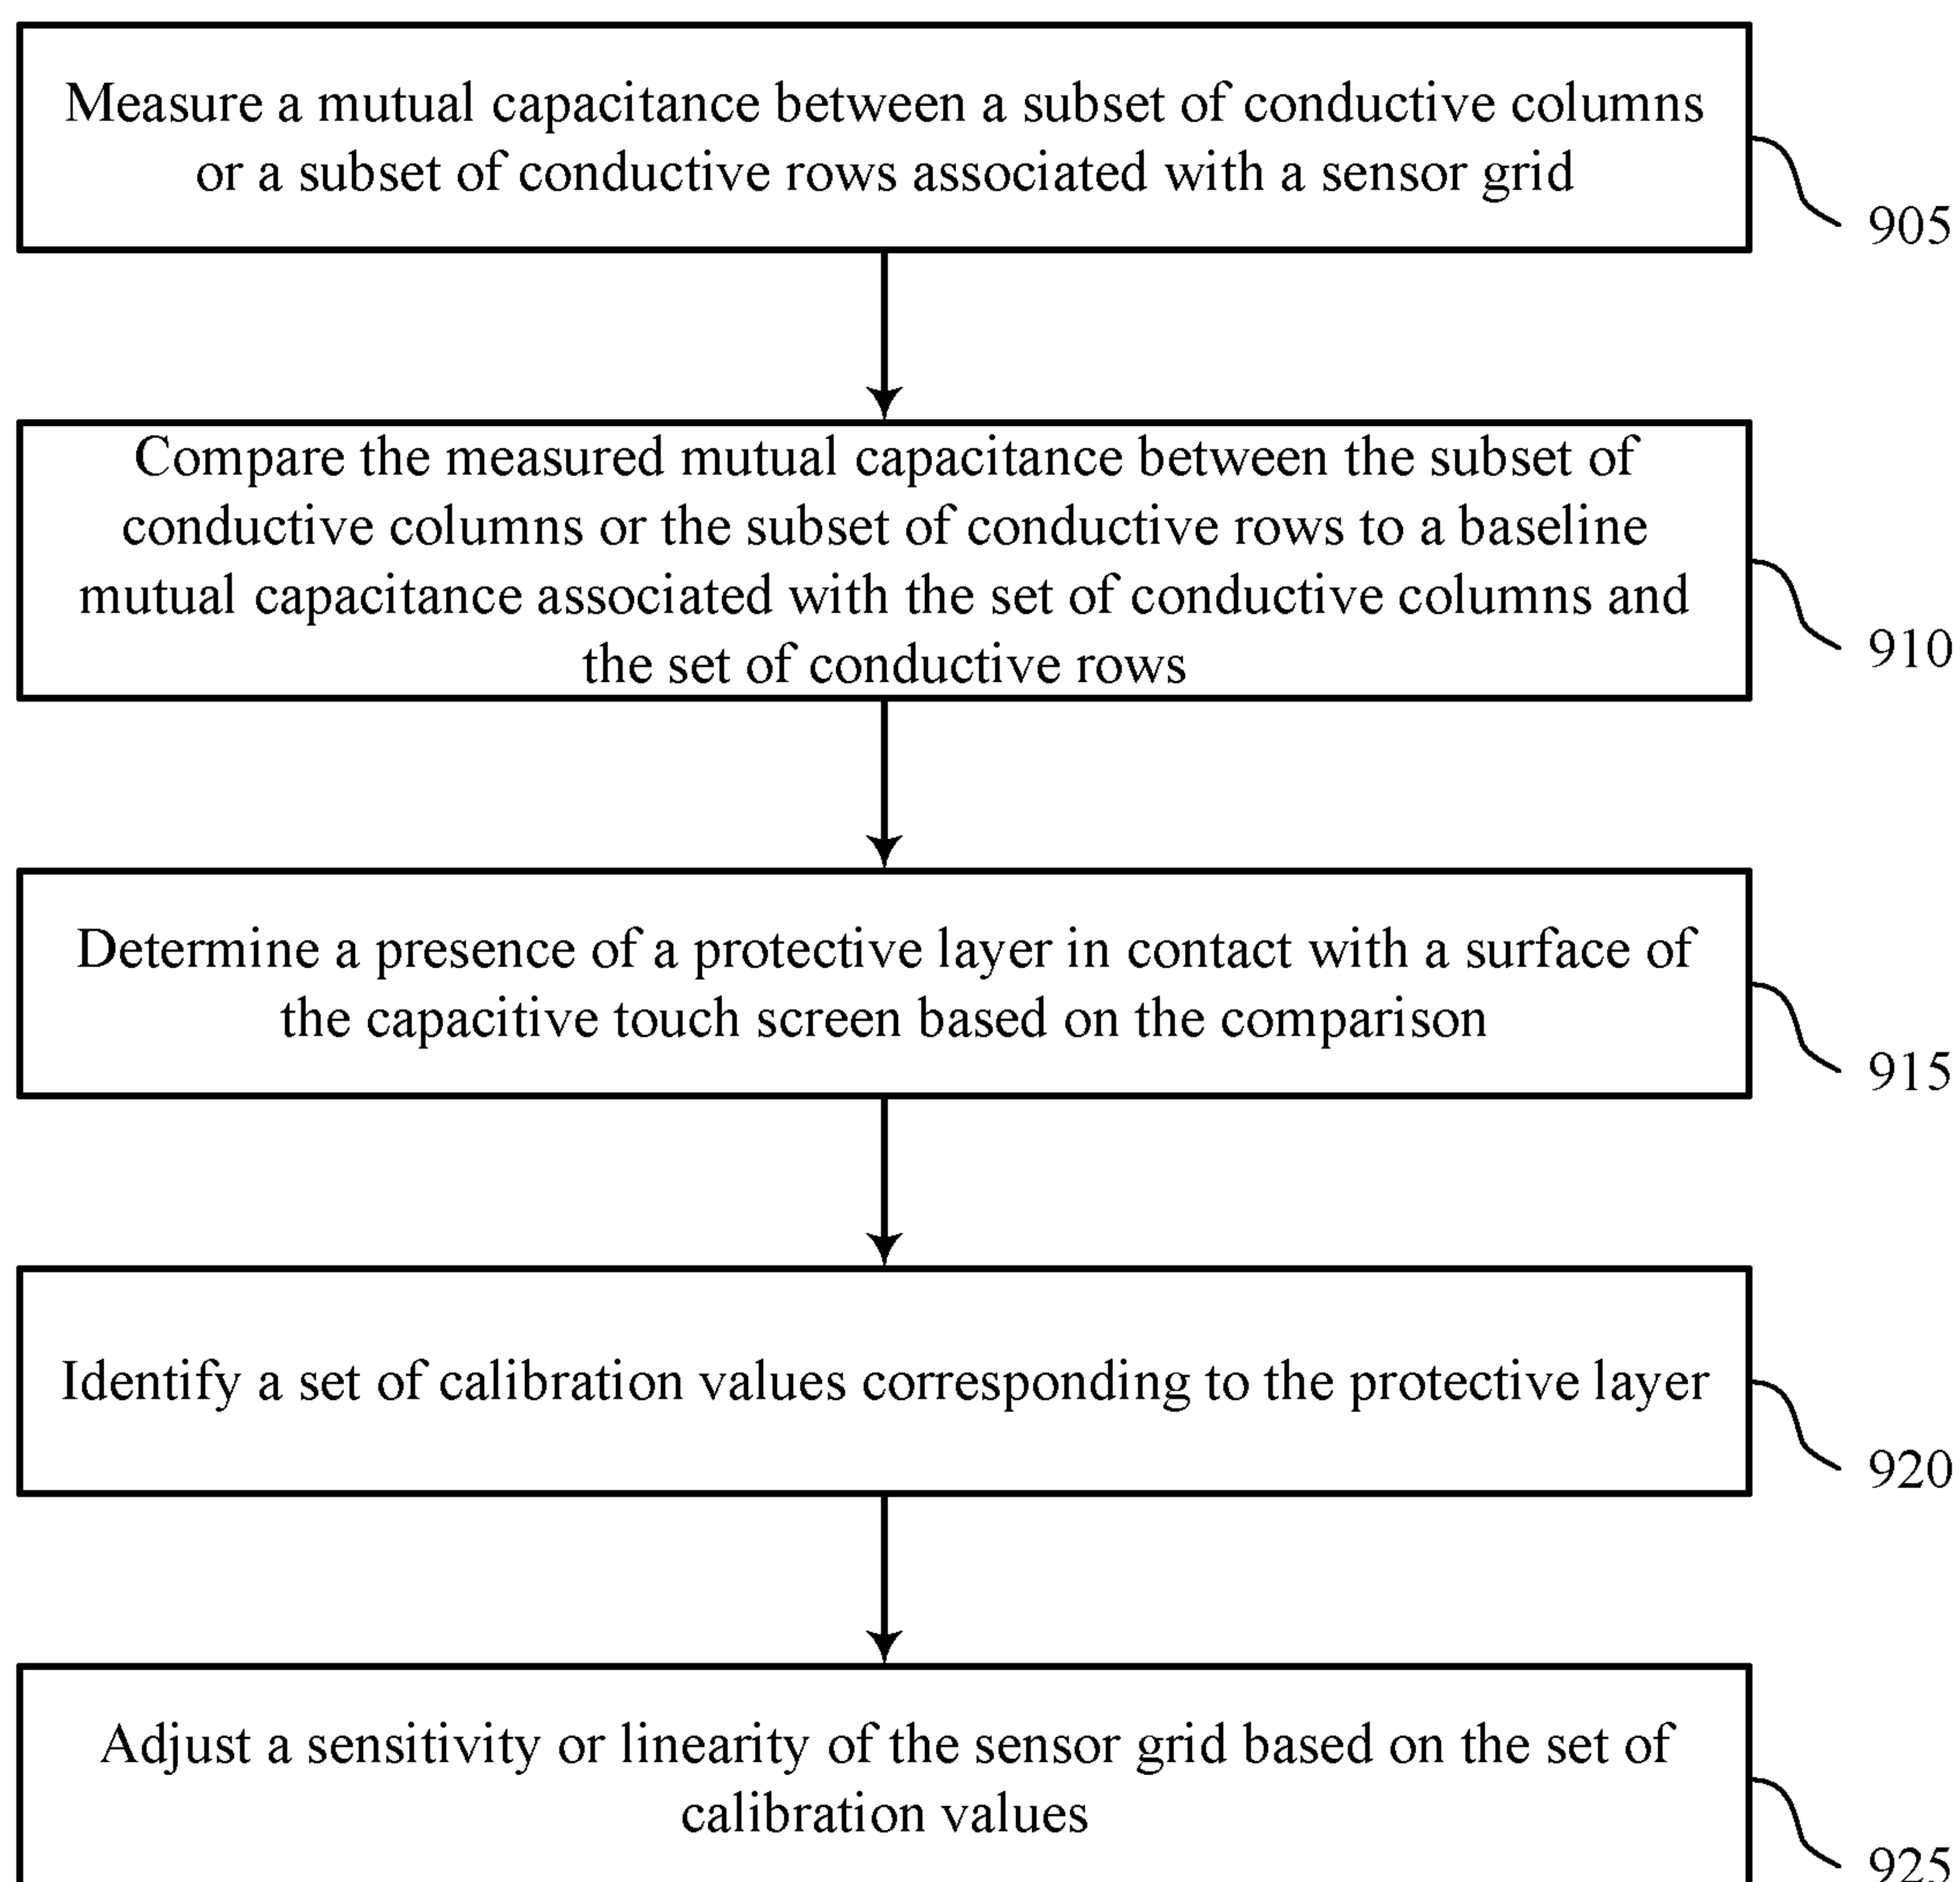 Measure a mutual capacitance between a subset of conductive columns
or a subset of conductive rows associated with a sensor grid
905
Compare the measured mutual capacitance between the subset of
conductive columns or the subset of conductive rows to a baseline
mutual capacitance associated with the set of conductive columns and
the set of conductive rows
910
Determine a presence of a protective layer in contact with a surface of
the capacitive touch screen based on the comparison
915
Identify a set of calibration values corresponding to the protective layer
920
Adjust a sensitivity or linearity of the sensor grid based on the set of
calibration values
925